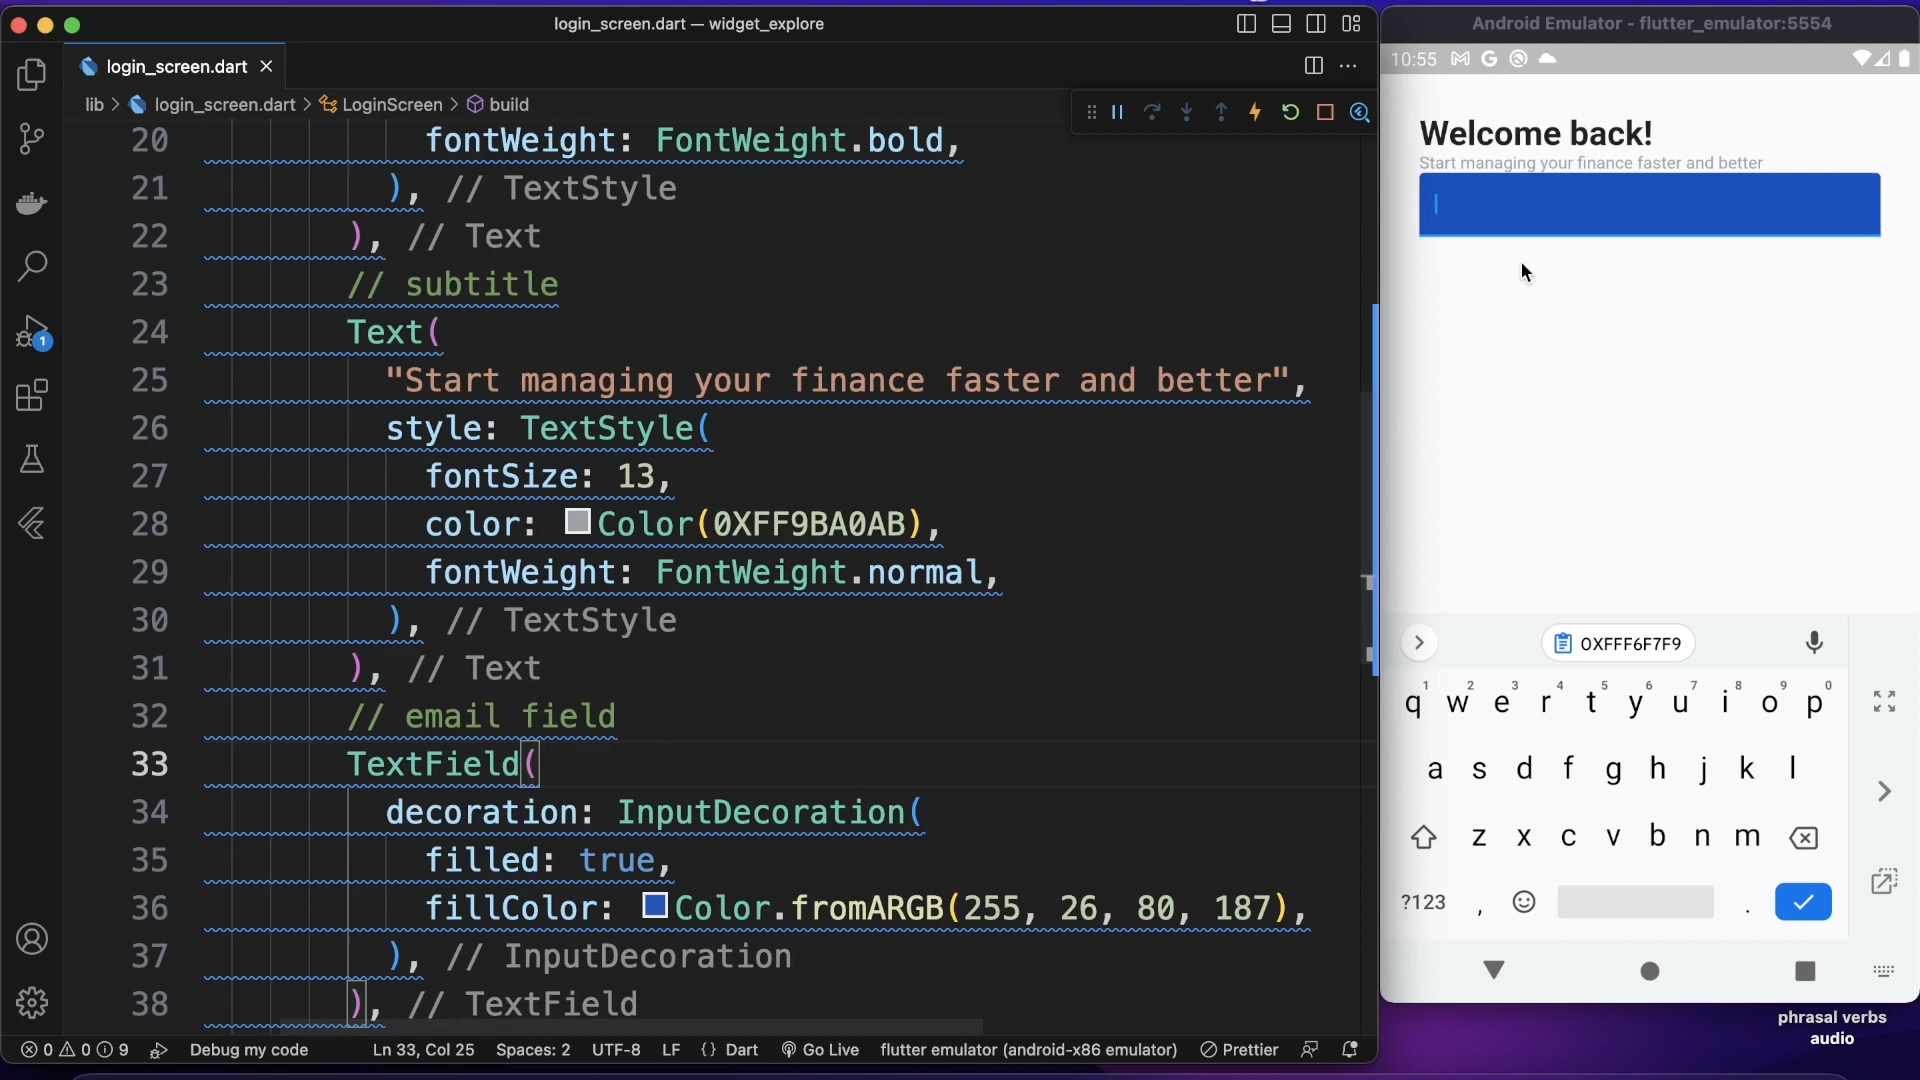 login_screen.dart — widget_explore
login_screen.dart
lib > login_screen.dart > LoginScreen > build
20 fontWeight: FontWeight.bold,
21 ), // TextStyle
22 ), // Text
23 // subtitle
24 Text(
25 "Start managing your finance faster and better",
26 style: TextStyle(
27 fontSize: 13,
28 color: Color(0XFF9BA0AB),
29 fontWeight: FontWeight.normal,
30 ), // TextStyle
31 ), // Text
32 // email field
33 TextField(
34 decoration: InputDecoration(
35 filled: true,
36 fillColor: Color.fromARGB(255, 26, 80, 187),
37 ), // InputDecoration
38 ), // TextField
1
0 0 9 Debug my code Ln 33, Col 25 Spaces: 2 UTF-8 LF {} Dart Go Live flutter emulator (android-x86 emulator) Prettier
Android Emulator - flutter_emulator:5554
10:55
Welcome back!
Start managing your finance faster and better
0XFFF6F7F9
1 2 3 4 5 6 7 8 9 0
q w e r t y u i o p
a s d f g h j k l
z x c v b n m
?123 , .
phrasal verbs
audio